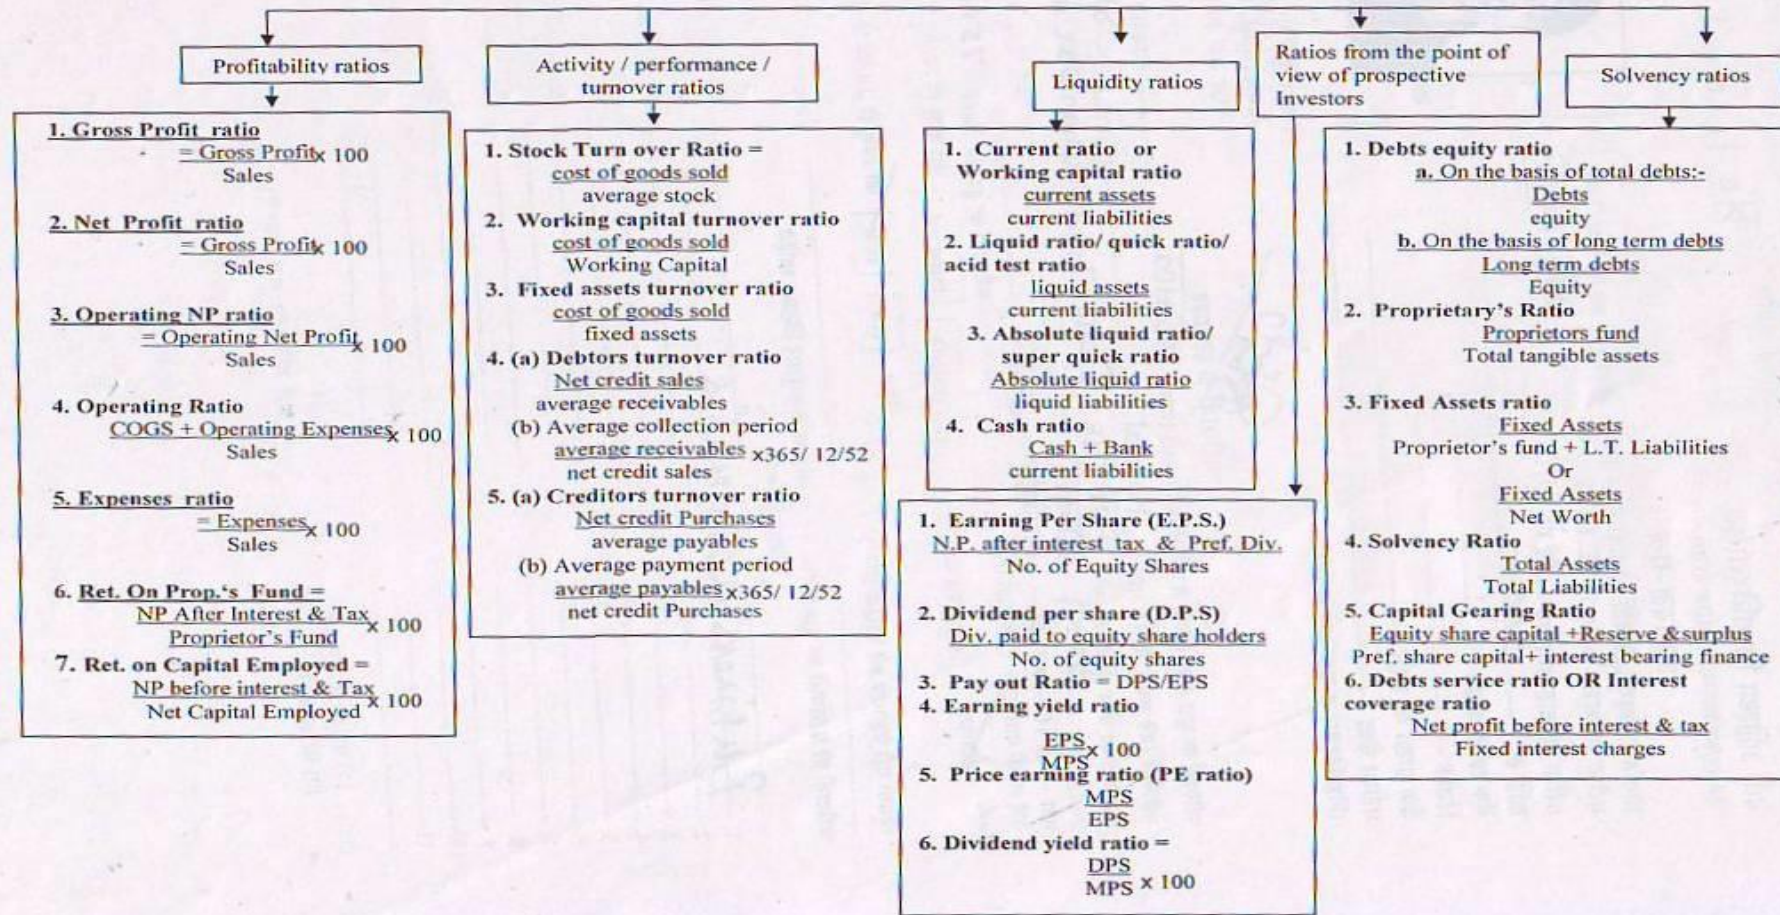 Profitability ratios
1. Gross Profit ratio
= Gross Profit x 100
Sales
2. Net Profit ratio
= Gross Profit x 100
Sales
3. Operating NP ratio
= Operating Net Profit x 100
Sales
4. Operating Ratio
COGS + Operating Expenses x 100
Sales
5. Expenses ratio
= Expenses x 100
Sales
6. Ret. On Prop.'s Fund =
NP After Interest & Tax x 100
Proprietor's Fund
7. Ret. on Capital Employed =
NP before interest & Tax x 100
Net Capital Employed
Activity / performance /
turnover ratios
1. Stock Turn over Ratio =
cost of goods sold
average stock
2. Working capital turnover ratio
cost of goods sold
Working Capital
3. Fixed assets turnover ratio
cost of goods sold
fixed assets
4. (a) Debtors turnover ratio
Net credit sales
average receivables
(b) Average collection period
average receivables x365/ 12/52
net credit sales
5. (a) Creditors turnover ratio
Net credit Purchases
average payables
(b) Average payment period
average payables x365/ 12/52
net credit Purchases
Liquidity ratios
1. Current ratio or
Working capital ratio
current assets
current liabilities
2. Liquid ratio/ quick ratio/
acid test ratio
liquid assets
current liabilities
3. Absolute liquid ratio/
super quick ratio
Absolute liquid ratio
liquid liabilities
4. Cash ratio
Cash + Bank
current liabilities
Ratios from the point of
view of prospective
Investors
1. Earning Per Share (E.P.S.)
N.P. after interest tax & Pref. Div.
No. of Equity Shares
2. Dividend per share (D.P.S)
Div. paid to equity share holders
No. of equity shares
3. Pay out Ratio = DPS/EPS
4. Earning yield ratio
EPS x 100
MPS
5. Price earning ratio (PE ratio)
MPS
EPS
6. Dividend yield ratio =
DPS x 100
MPS
Solvency ratios
1. Debts equity ratio
a. On the basis of total debts:-
Debts
equity
b. On the basis of long term debts
Long term debts
Equity
2. Proprietary's Ratio
Proprietors fund
Total tangible assets
3. Fixed Assets ratio
Fixed Assets
Proprietor's fund + L.T. Liabilities
Or
Fixed Assets
Net Worth
4. Solvency Ratio
Total Assets
Total Liabilities
5. Capital Gearing Ratio
Equity share capital +Reserve &surplus
Pref. share capital+ interest bearing finance
6. Debts service ratio OR Interest
coverage ratio
Net profit before interest & tax
Fixed interest charges